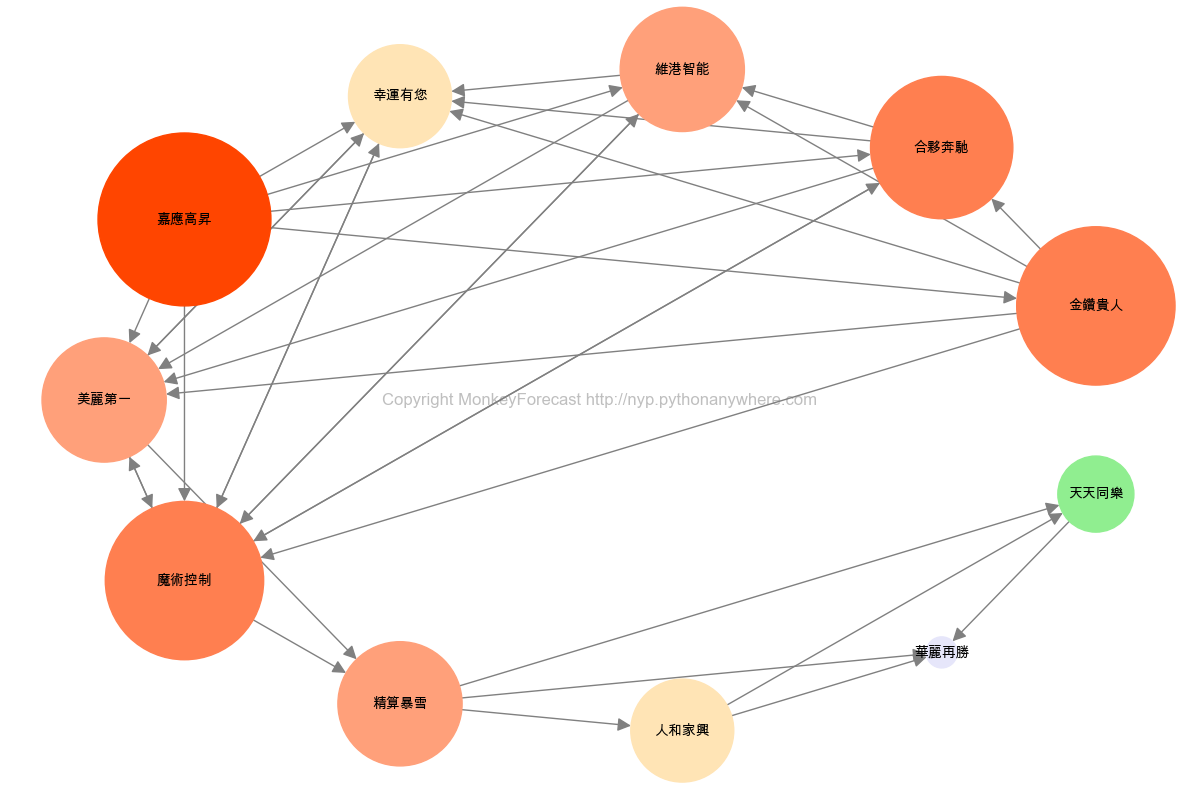 維港智能
幸運有您
合夥奔馳
嘉應高昇
金鑽貴人
美麗第一
Copyright MonkeyForecast http://nyp.pythonanywhere.com
天天同樂
魔術控制
華麗再勝
精算暴雪
人和家興